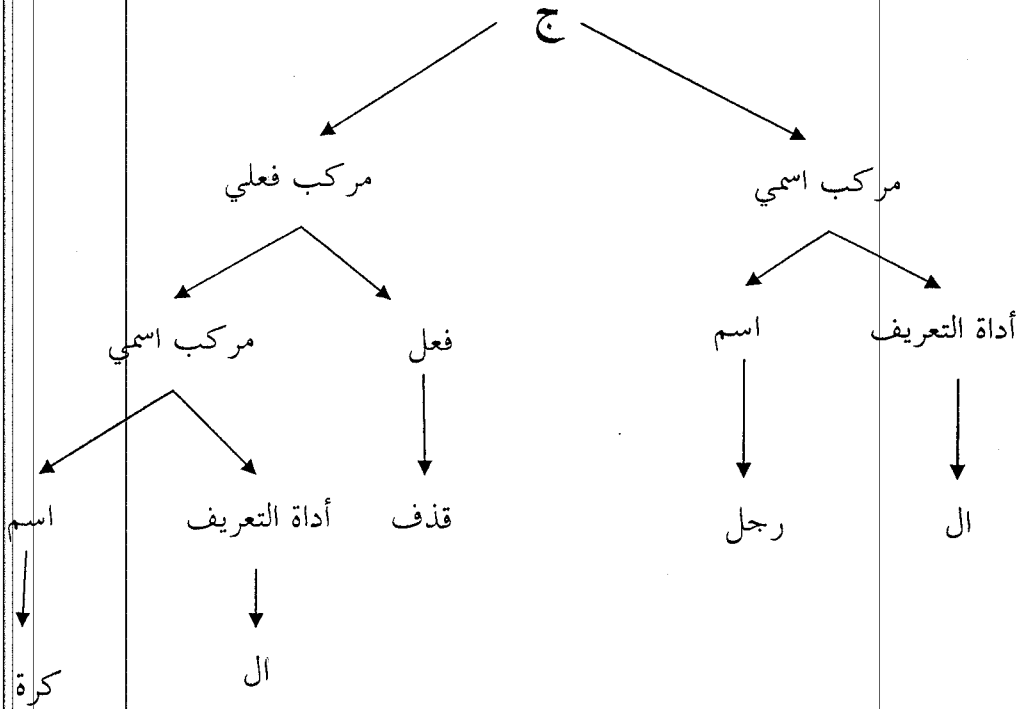 ج
مركب اسمي مركب فعلي
أداة التعريف اسم فعل مركب اسمي
ال رجل قذف أداة التعريف اسم
ال كرة